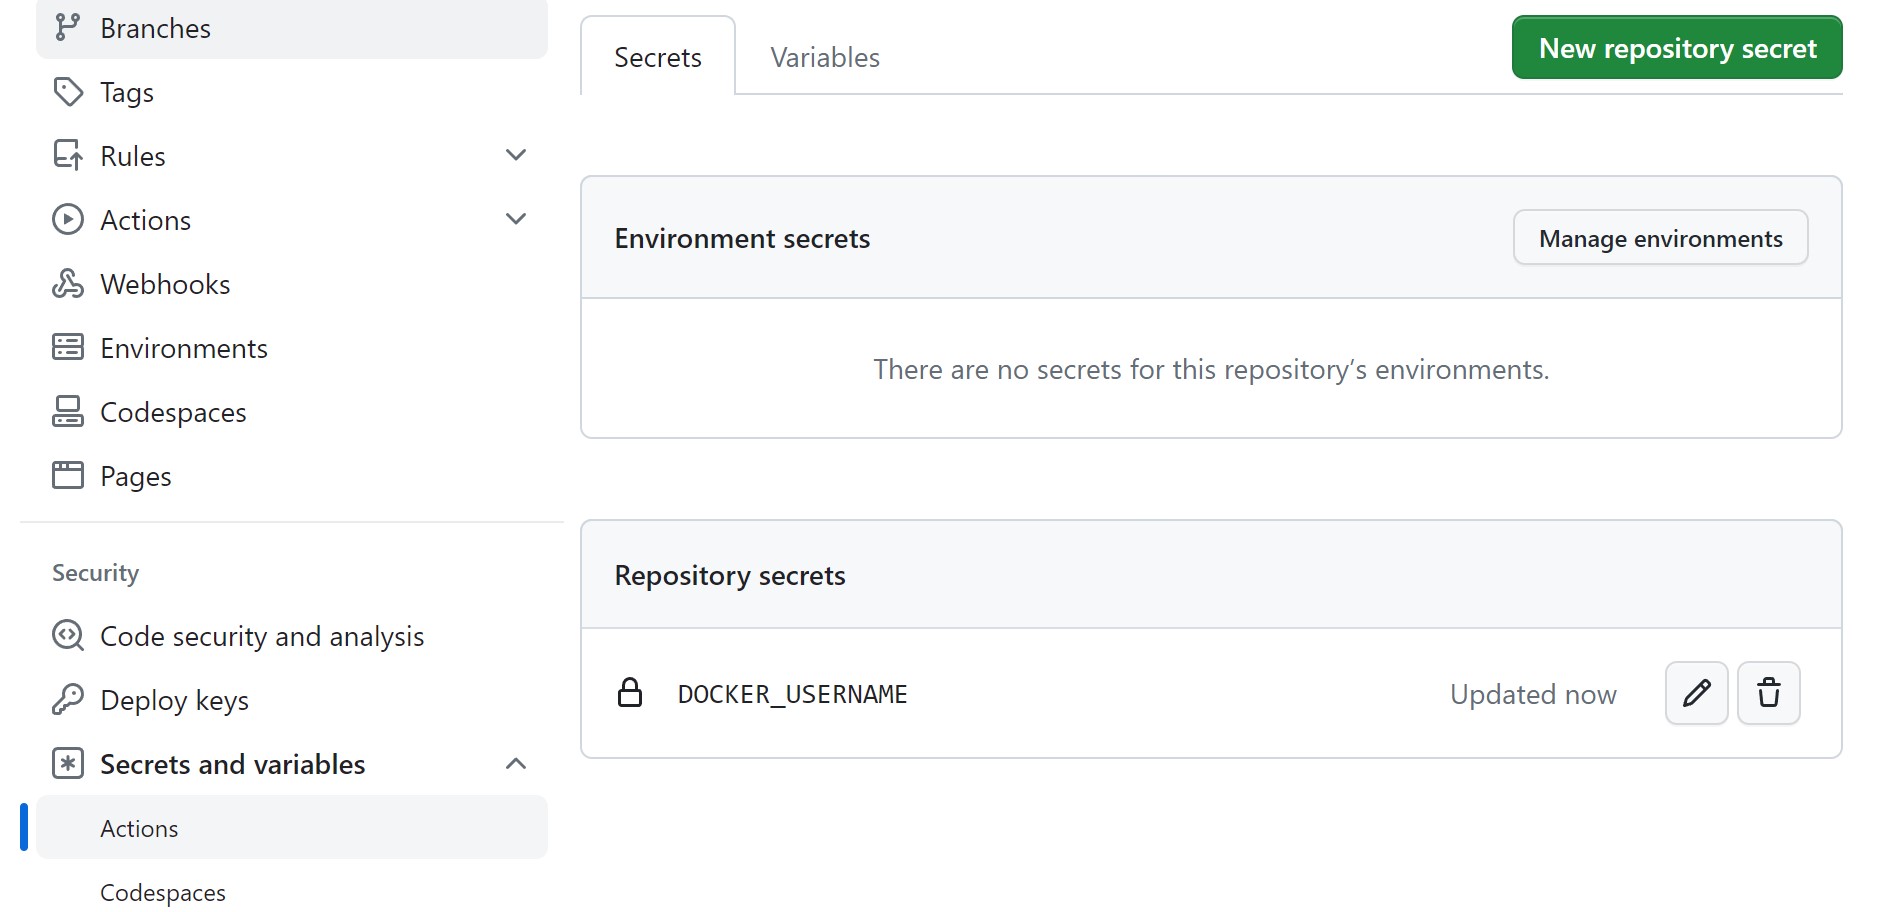 Branches
Tags
Rules
Actions
Webhooks
Environments
Codespaces
Pages
Security
Code security and analysis
Deploy keys
Secrets and variables
Actions
Codespaces
Secrets
Variables
New repository secret
Environment secrets
Manage environments
There are no secrets for this repository’s environments.
Repository secrets
DOCKER_USERNAME
Updated now